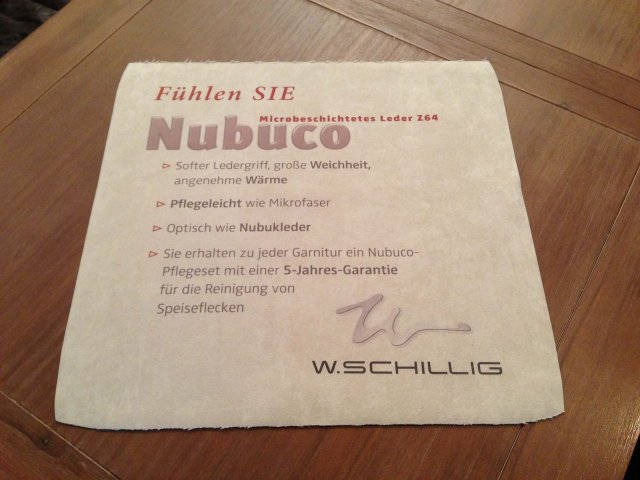 Fühlen SIE
Microbeschichtetes Leder Z64
Nubuco
▷ Softer Ledergriff, große Weichheit,
angenehme Wärme
▷ Pflegeleicht wie Mikrofaser
▷ Optisch wie Nubukleder
▷ Sie erhalten zu jeder Garnitur ein Nubuco-
Pflegeset mit einer 5-Jahres-Garantie
für die Reinigung von
Speiseflecken
W.SCHILLIG